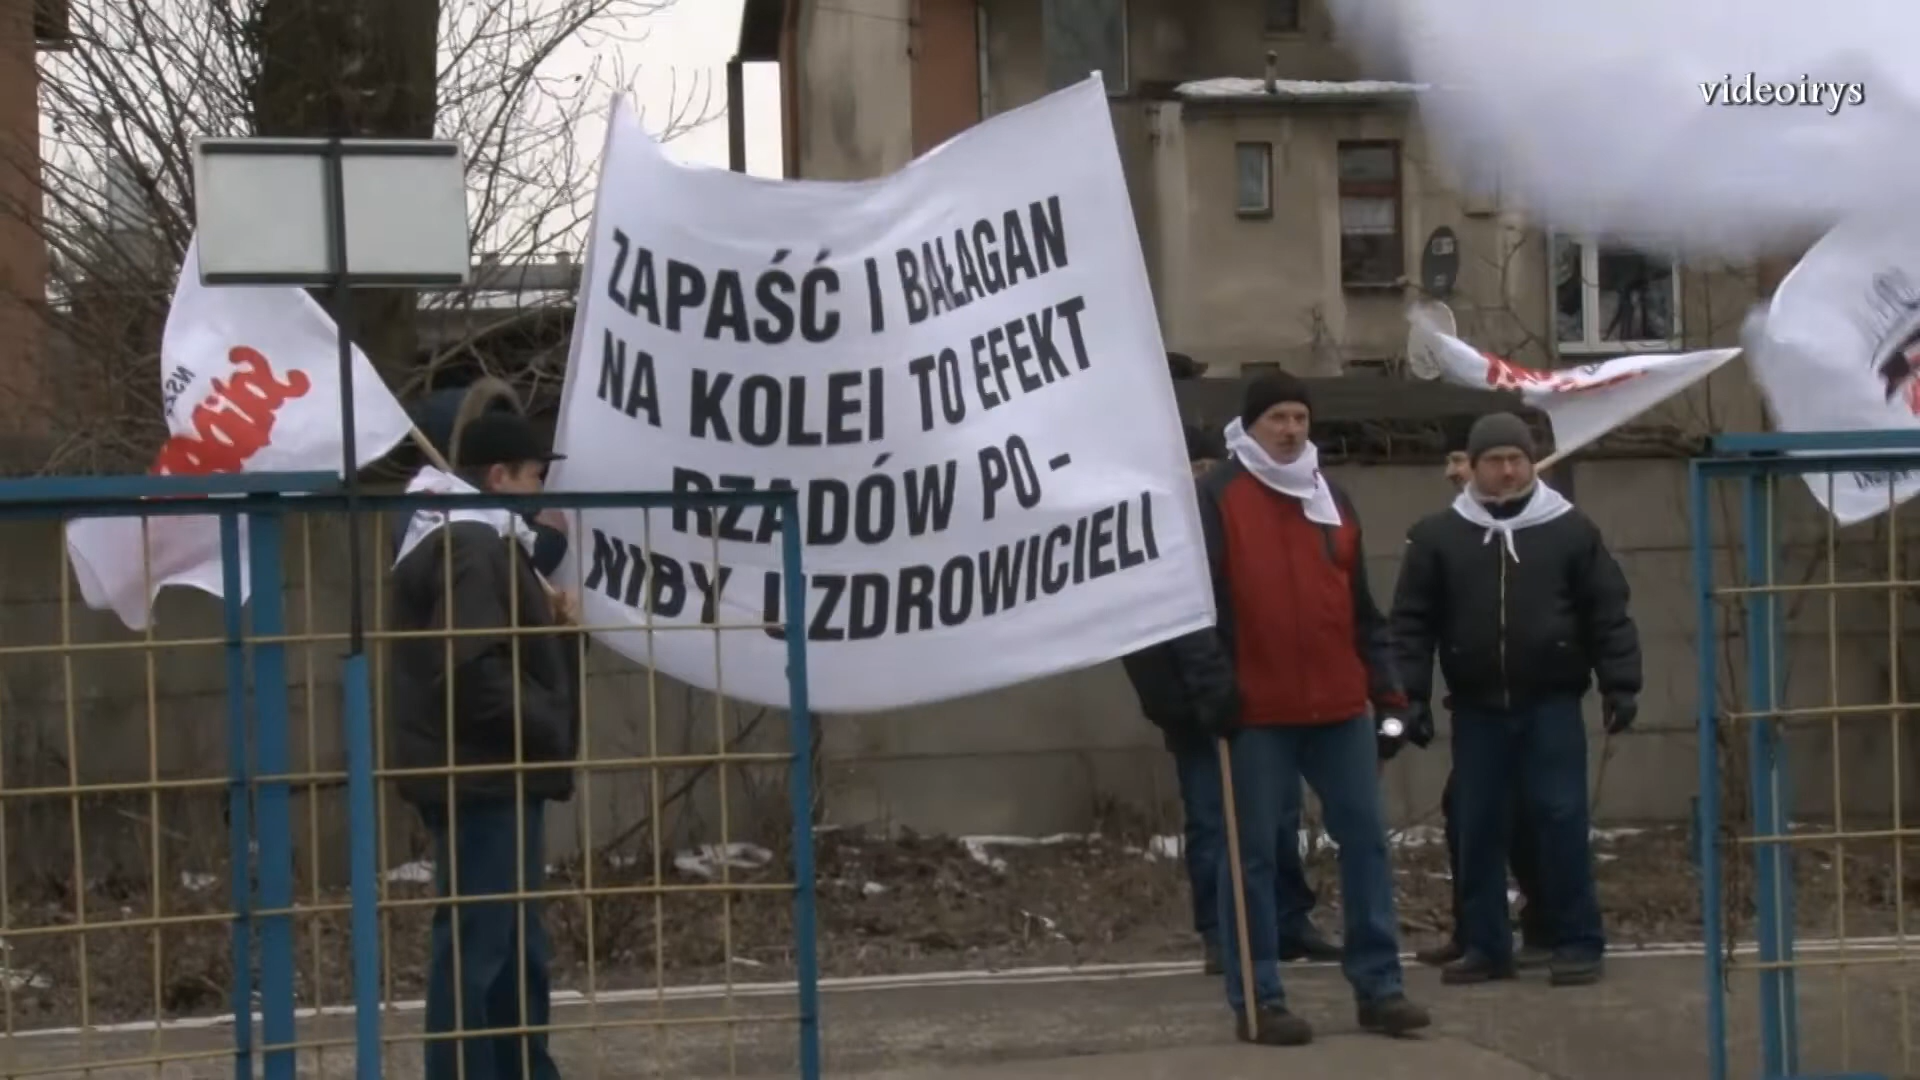 videoirys
ZAPAŚĆ I BAŁAGAN
NA KOLEI TO EFEKT
RZĄDÓW PO -
NIBY UZDROWICIELI